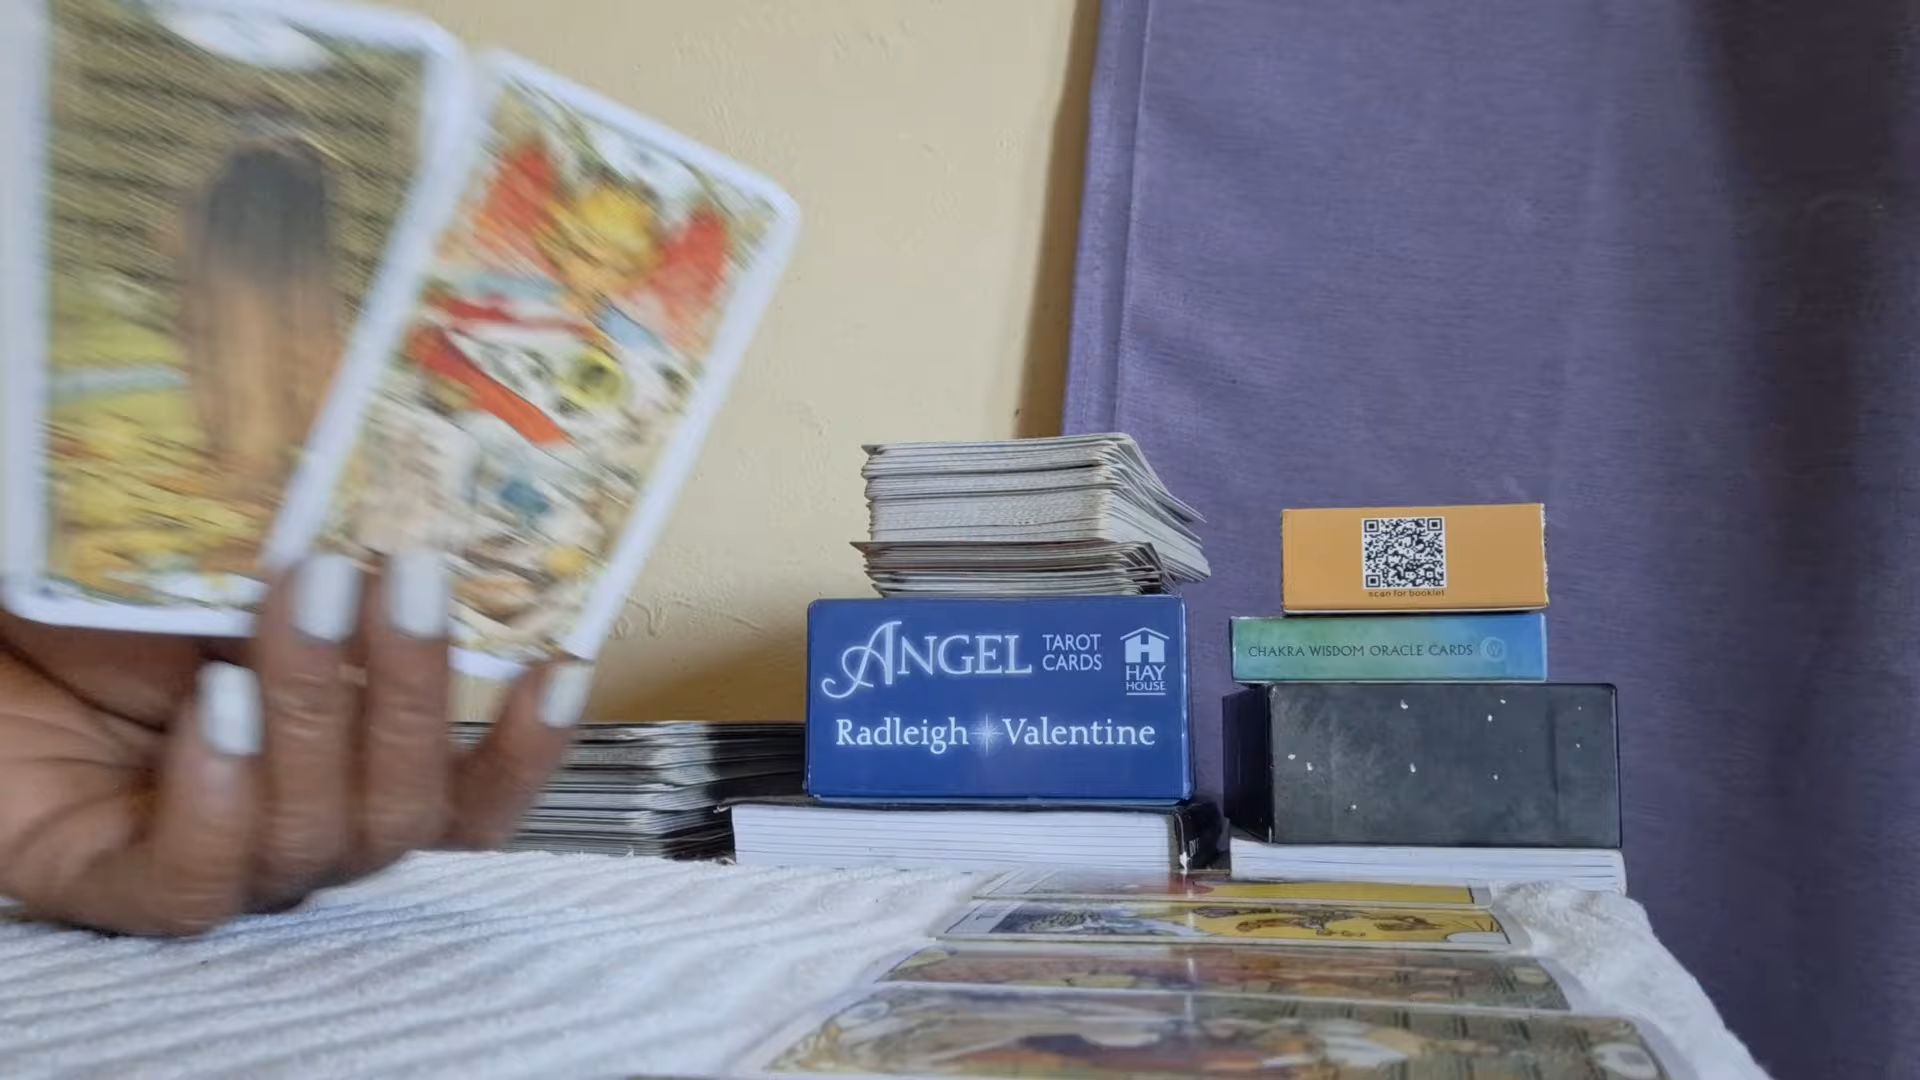 ANGEL
TAROT
CARDS
HAY
HOUSE
Radleigh Valentine
scan for booklet
CHAKRA WISDOM ORACLE CARDS